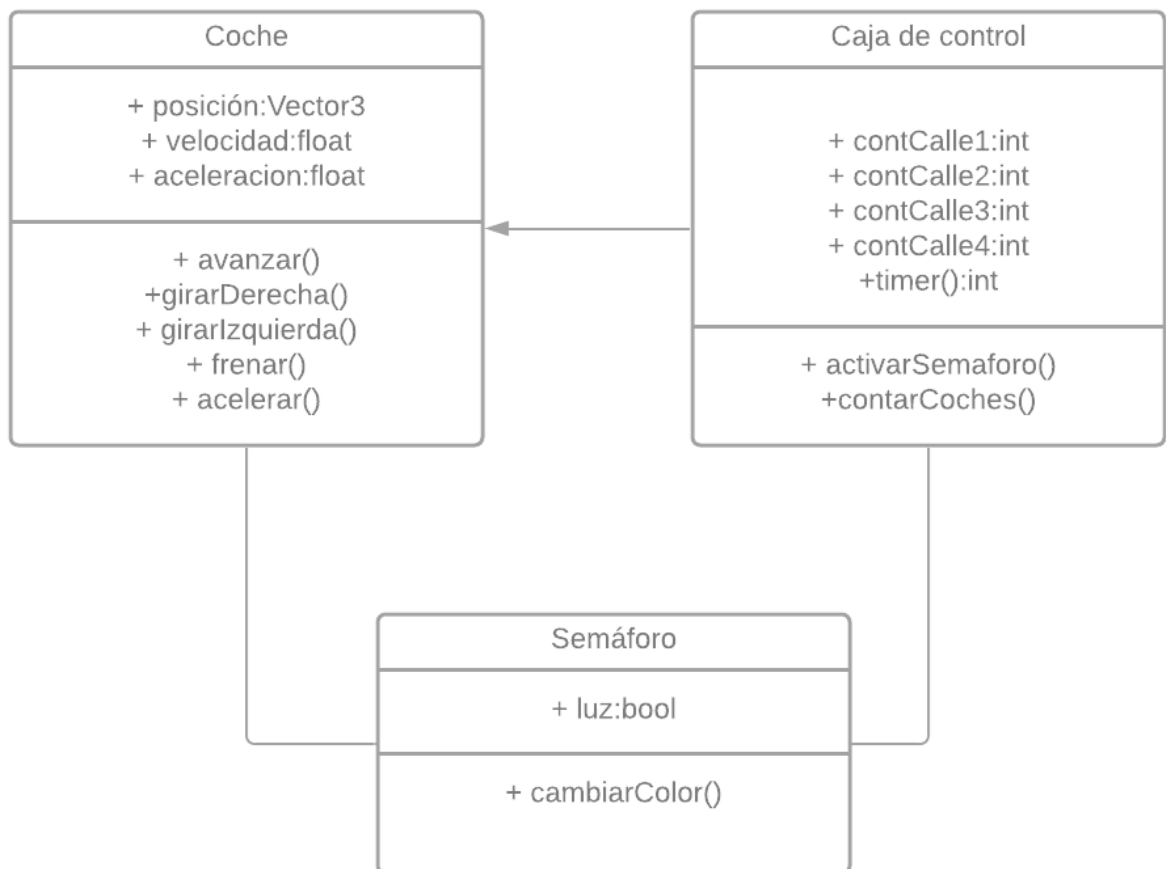 Coche
+ posición:Vector3
+ velocidad:float
+ aceleracion:float
+ avanzar()
+girarDerecha()
+ girarIzquierda()
+ frenar()
+ acelerar()
Caja de control
+ contCalle1:int
+ contCalle2:int
+ contCalle3:int
+ contCalle4:int
+timer():int
+ activarSemaforo()
+contarCoches()
Semáforo
+ luz:bool
+ cambiarColor()